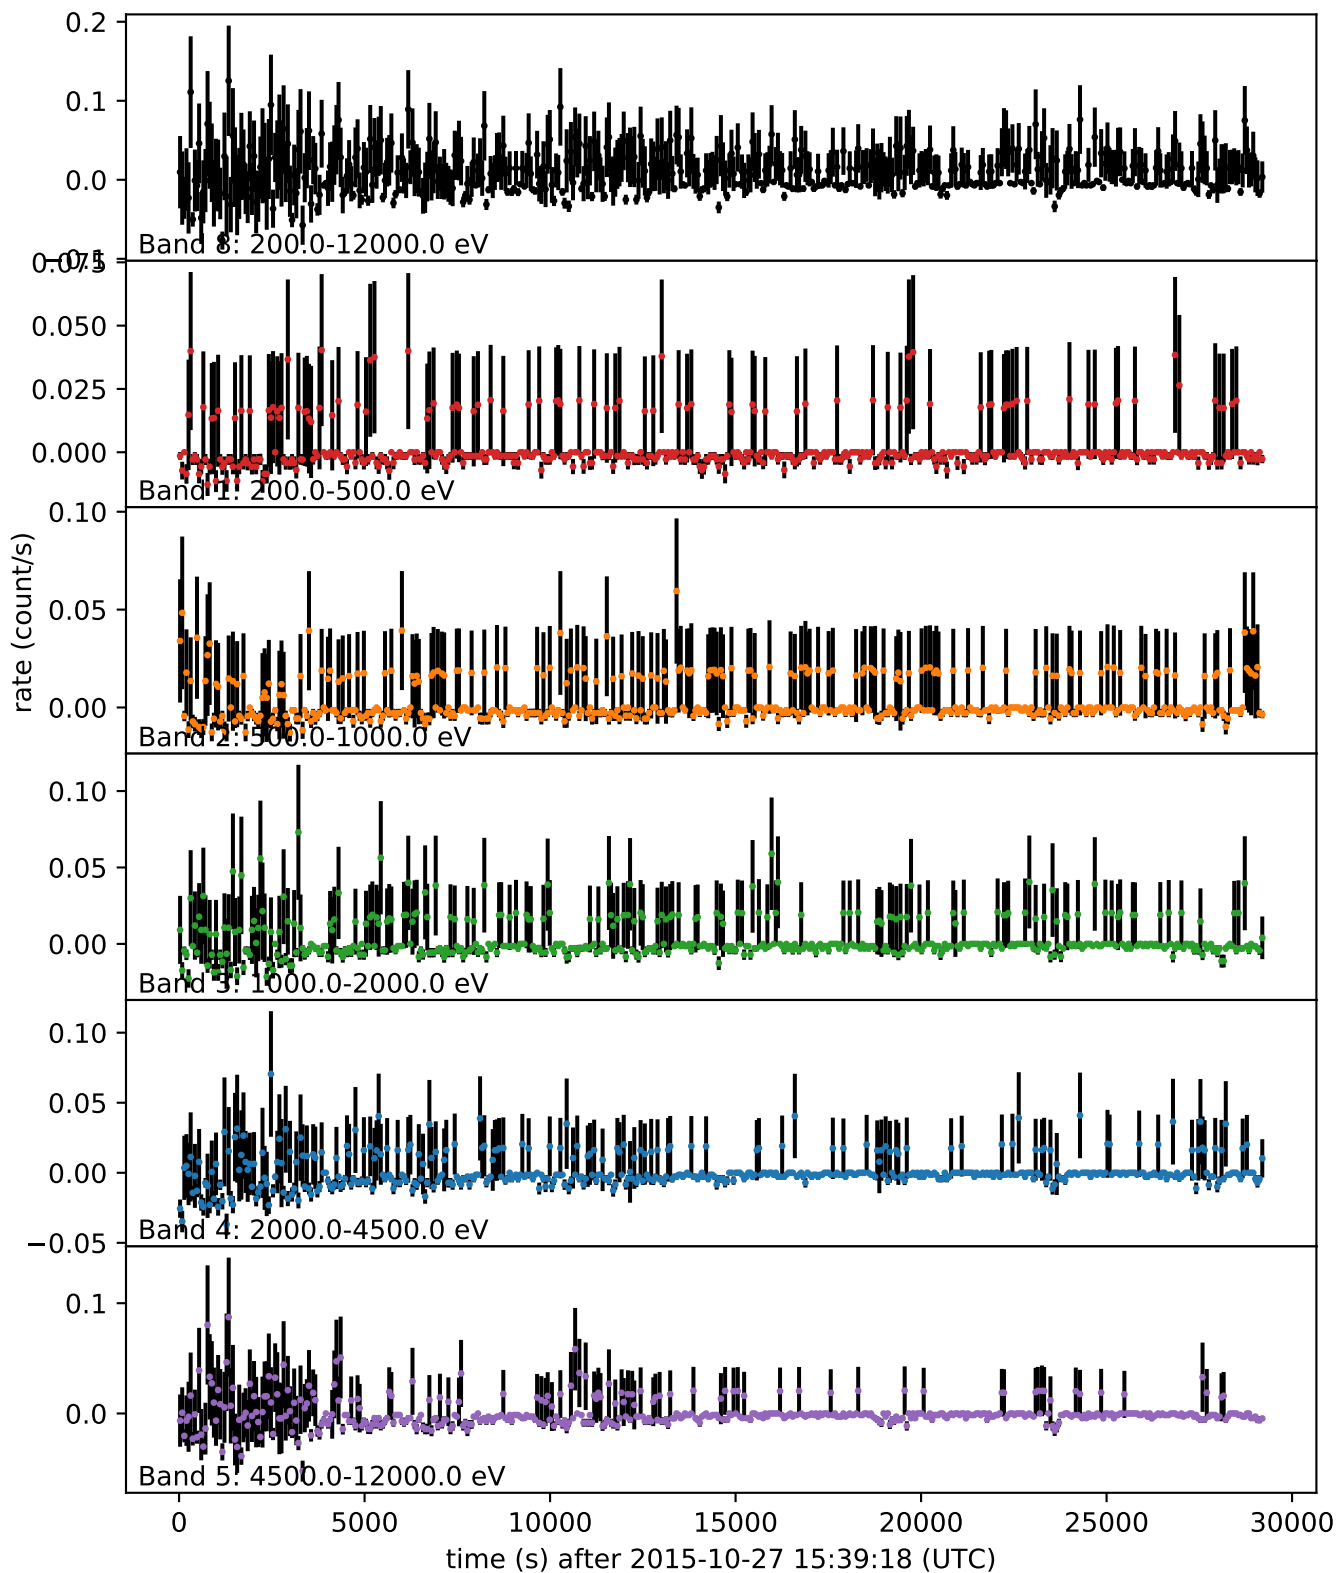 0.2
0.1
0.0
−0.1
Band 8: 200.0-12000.0 eV
0.075
0.050
0.025
0.000
Band 1: 200.0-500.0 eV
0.10
0.05
0.00
Band 2: 500.0-1000.0 eV
rate (count/s)
0.10
0.05
0.00
Band 3: 1000.0-2000.0 eV
0.10
0.05
0.00
−0.05
Band 4: 2000.0-4500.0 eV
0.1
0.0
Band 5: 4500.0-12000.0 eV
0 5000 10000 15000 20000 25000 30000
time (s) after 2015-10-27 15:39:18 (UTC)